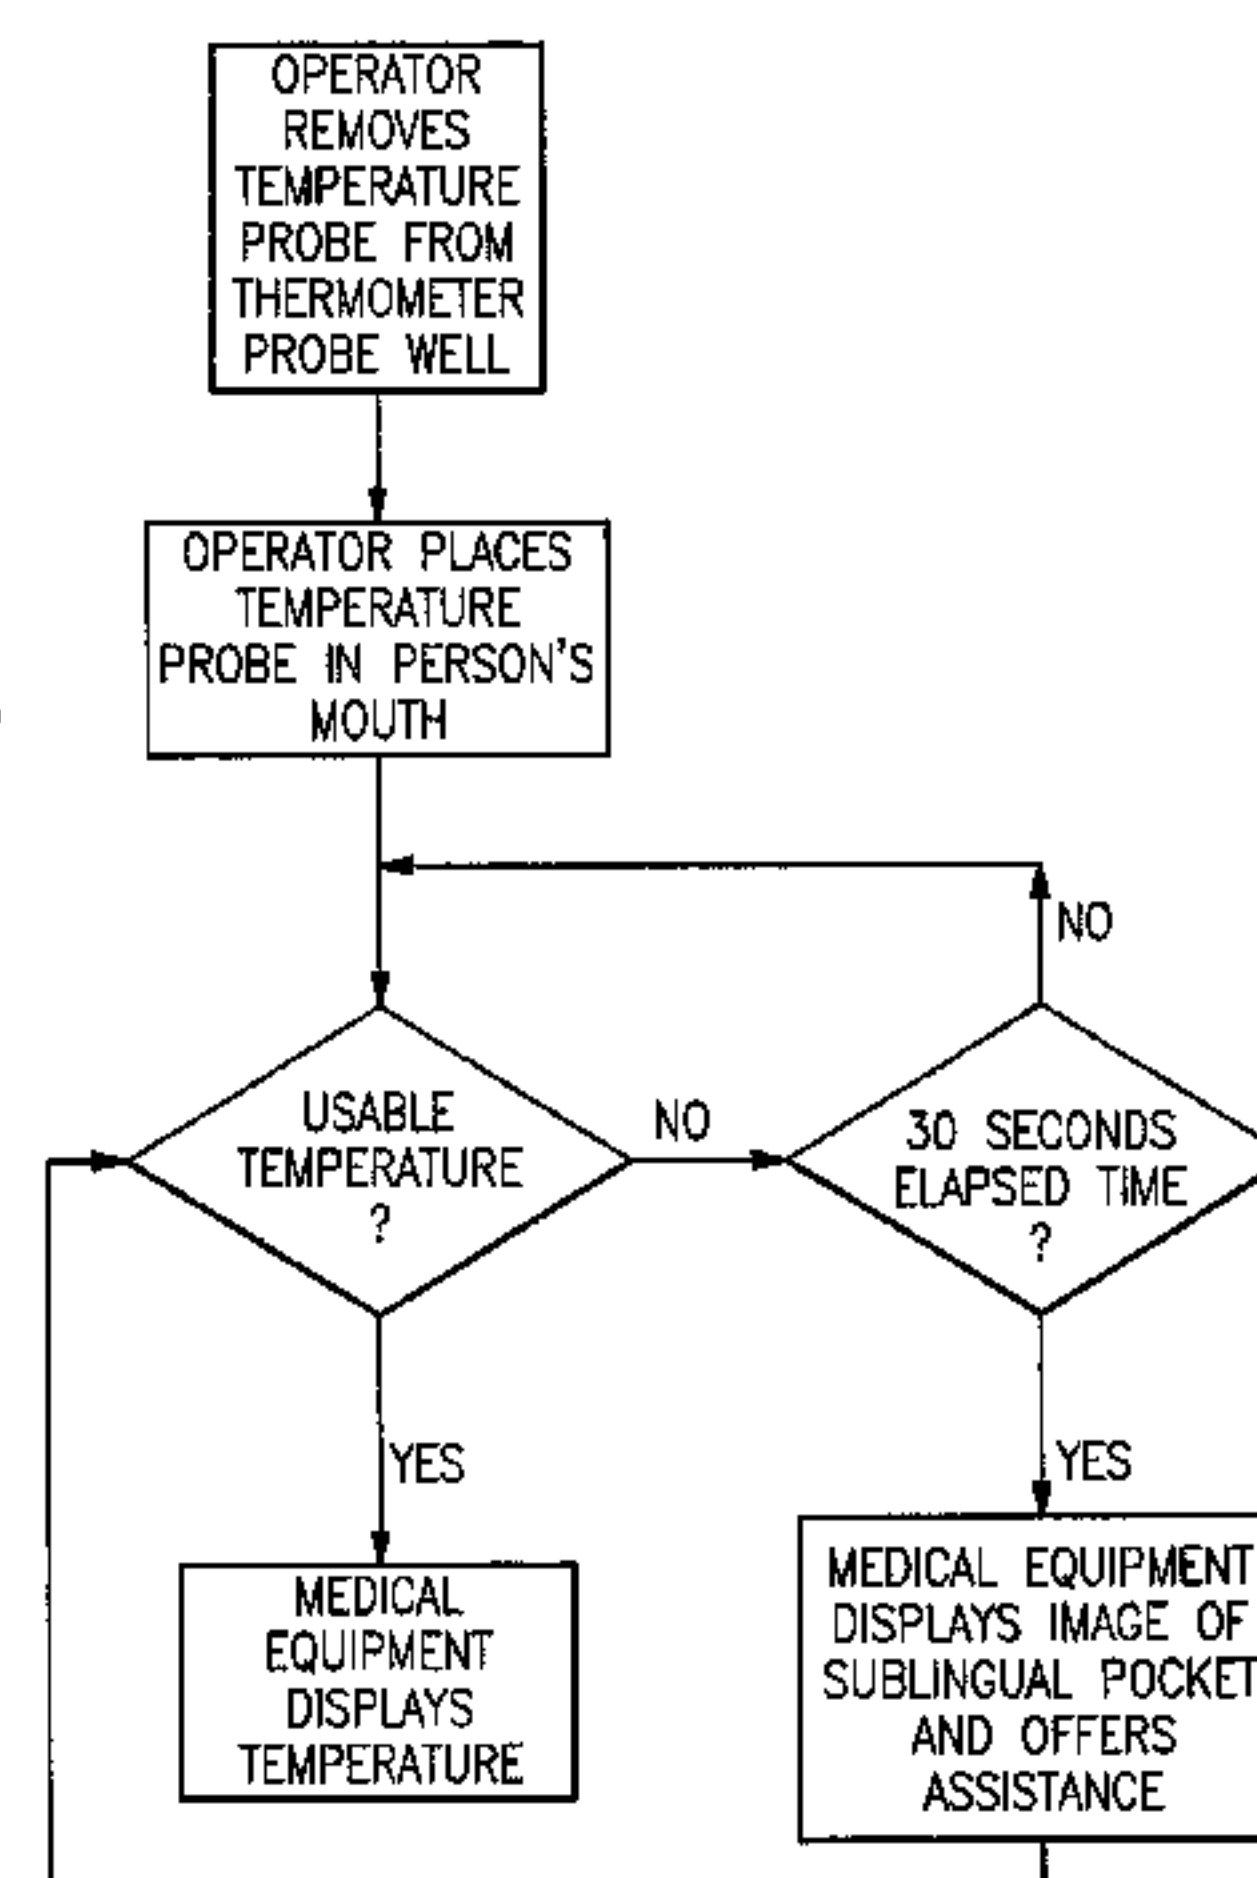 OPERATOR
REMOVES
TEMPERATURE
PROBE FROM
THERMOMETER
PROBE WELL
OPERATOR PLACES
TEMPERATURE
PROBE IN PERSON'S
MOUTH
NO
USABLE
TEMPERATURE
?
NO
30 SECONDS
ELAPSED TIME
?
YES
YES
MEDICAL
EQUIPMENT
DISPLAYS
TEMPERATURE
MEDICAL EQUIPMENT
DISPLAYS IMAGE OF
SUBLINGUAL POCKET
AND OFFERS
ASSISTANCE